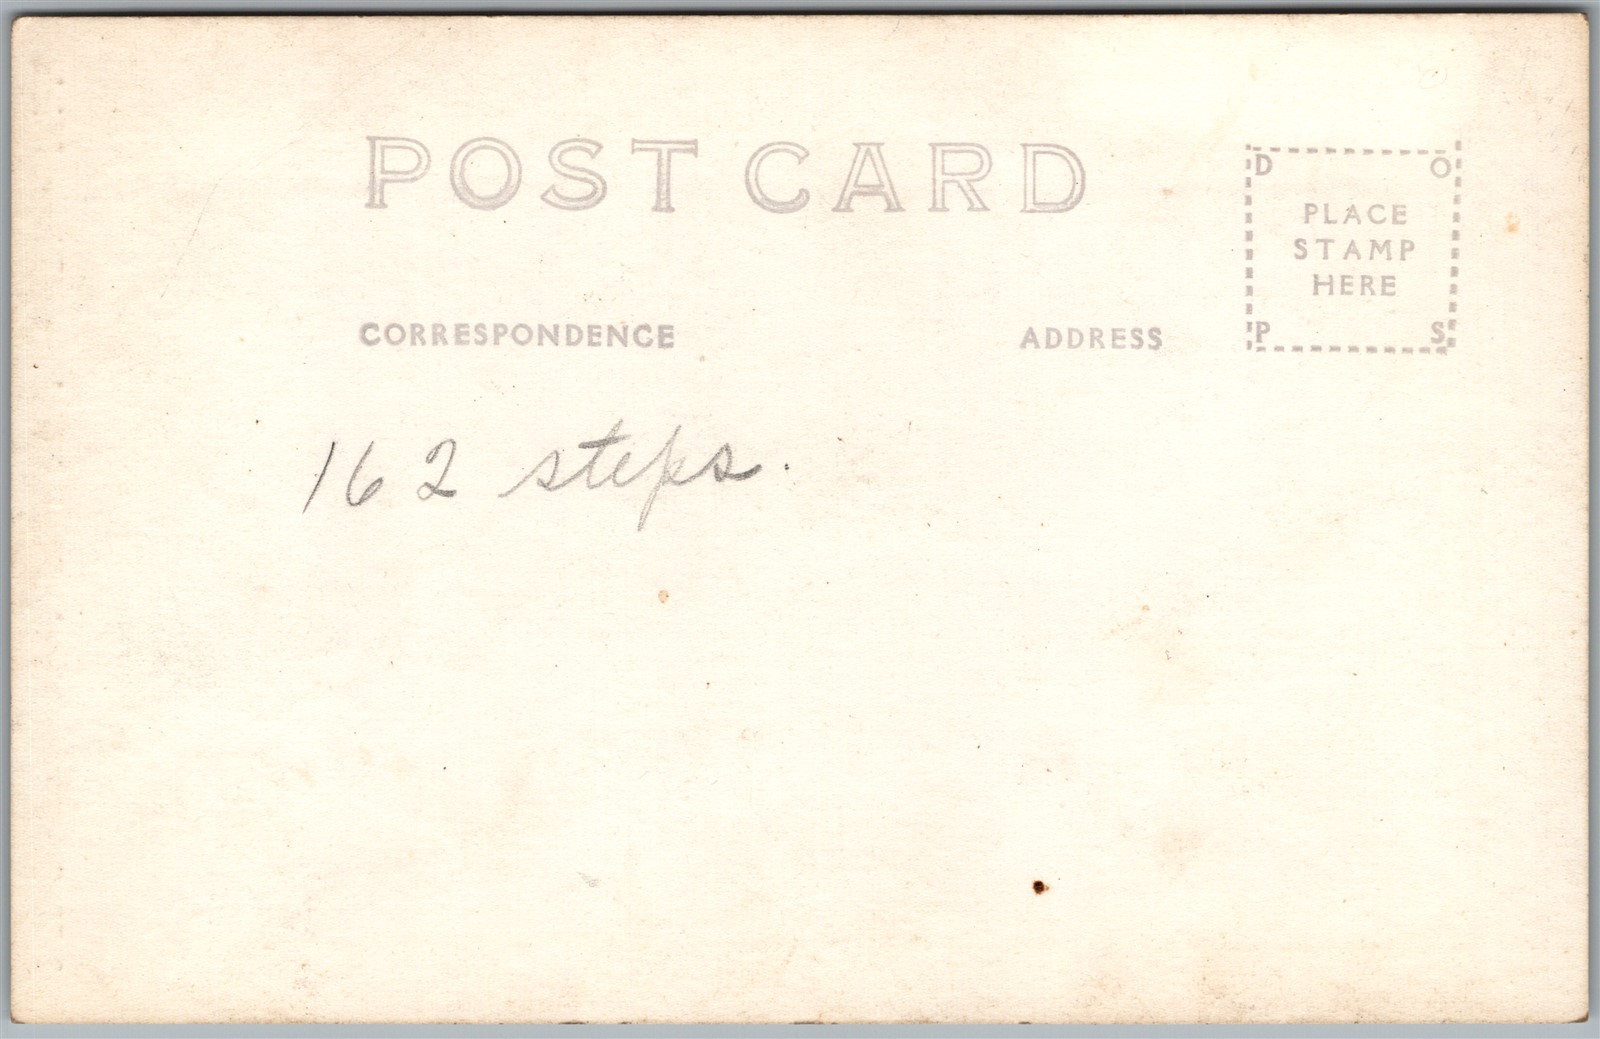 POST CARD
D O
PLACE
STAMP
HERE
P S
CORRESPONDENCE
ADDRESS
162 steps.